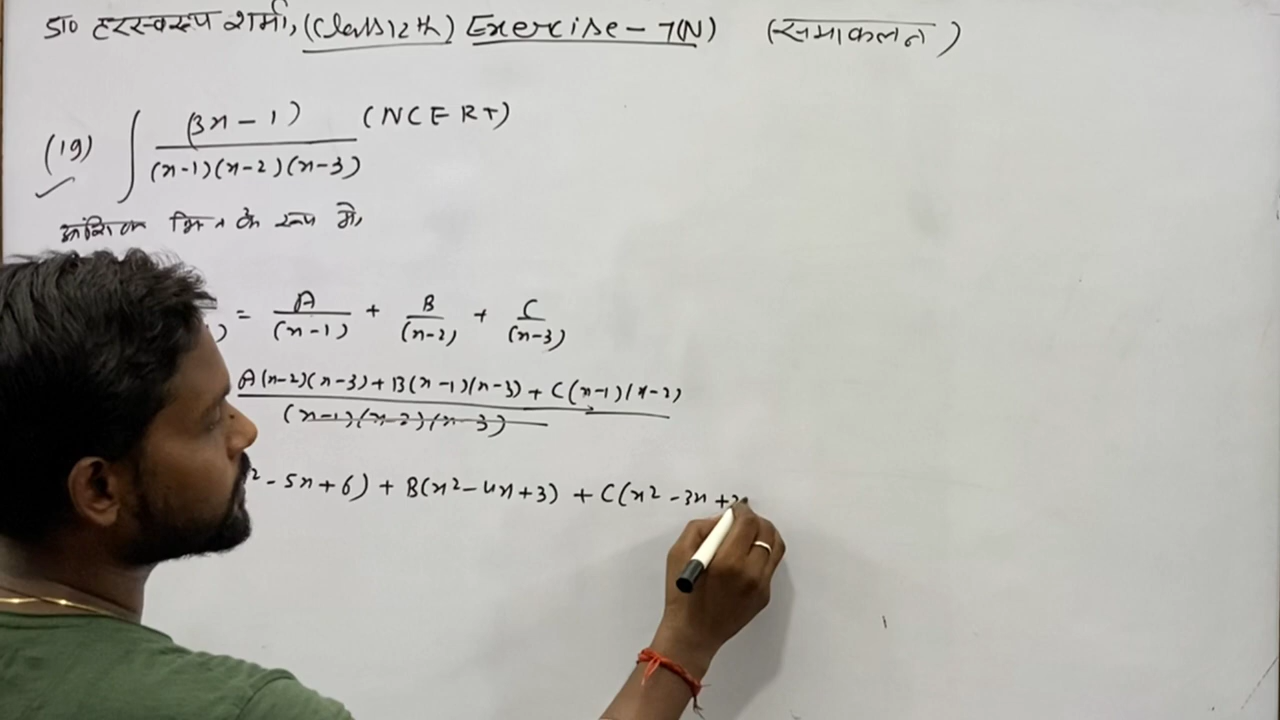 डा० हरस्वरूप शर्मा, (Class 12th) Exercise - 7(N) (समाकलन)
(19) ∫ (3x-1) / (x-1)(x-2)(x-3) (NCERT)
आंशिक भिन्न के रूप में,
) = A/(x-1) + B/(x-2) + C/(x-3)
A(x-2)(x-3) + B(x-1)(x-3) + C(x-1)(x-2)
(x-1)(x-2)(x-3)
² - 5x + 6) + B(x² - 4x + 3) + C(x² - 3x + 2